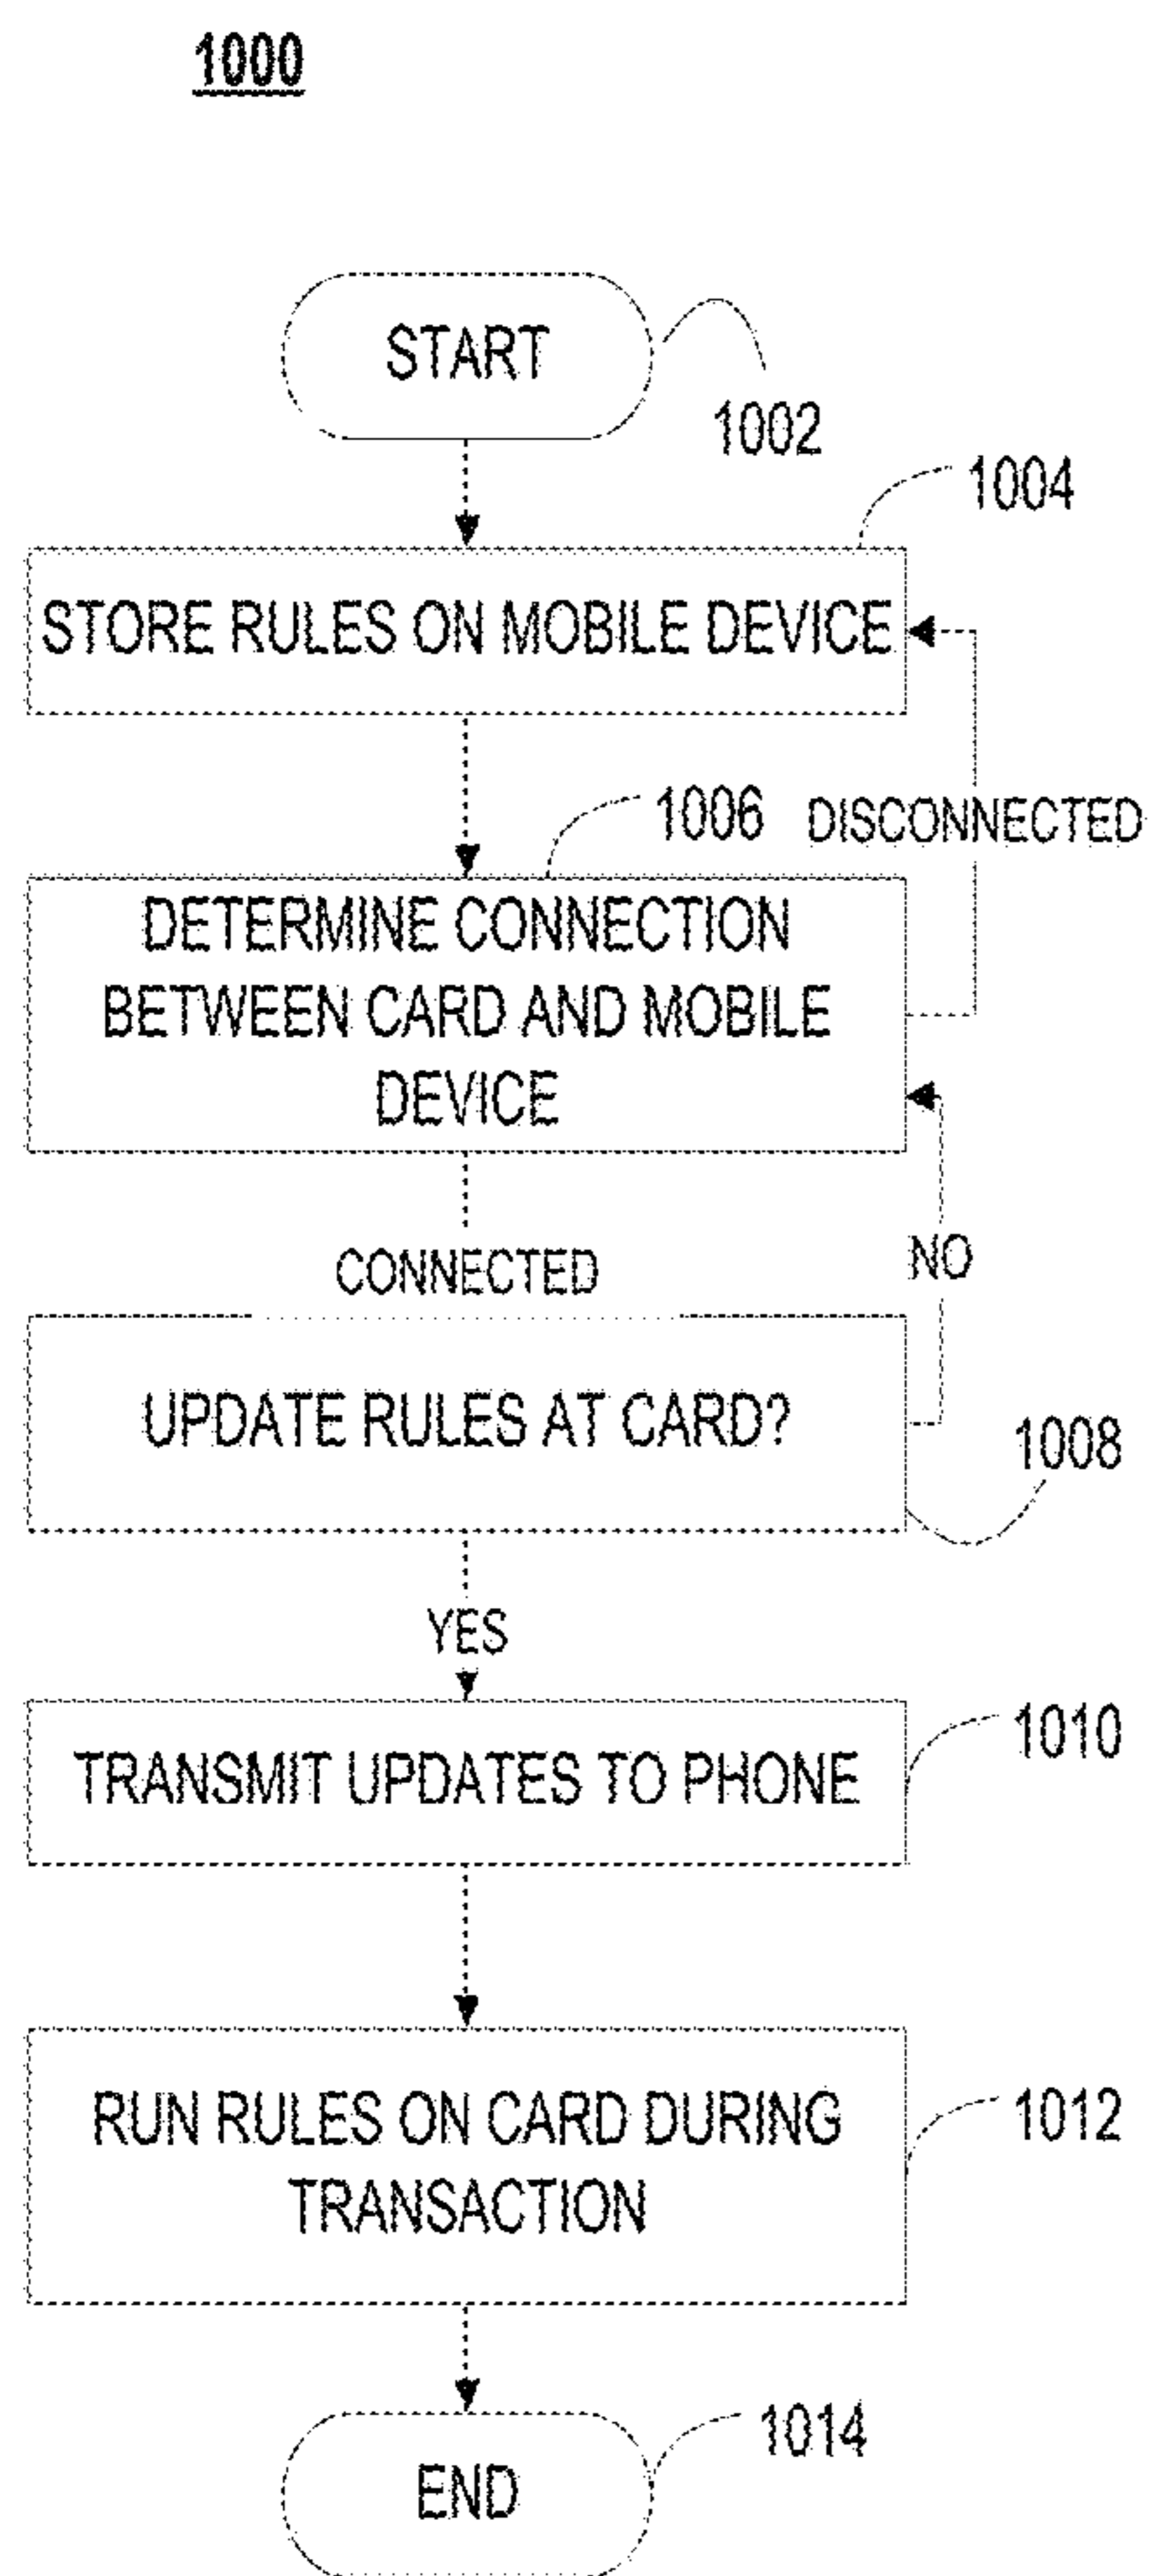 1000
START
1002
1004
STORE RULES ON MOBILE DEVICE
1006
DISCONNECTED
DETERMINE CONNECTION
BETWEEN CARD AND MOBILE
DEVICE
CONNECTED
NO
UPDATE RULES AT CARD?
1008
YES
TRANSMIT UPDATES TO PHONE
1010
RUN RULES ON CARD DURING
TRANSACTION
1012
END
1014